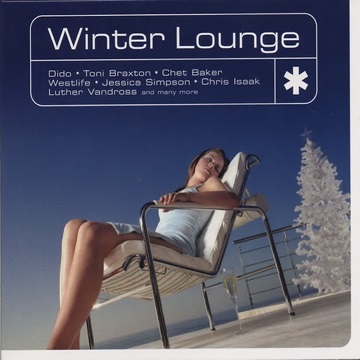 Winter Lounge
Dido • Toni Braxton • Chet Baker
Westlife • Jessica Simpson • Chris Isaak
Luther Vandross and many more